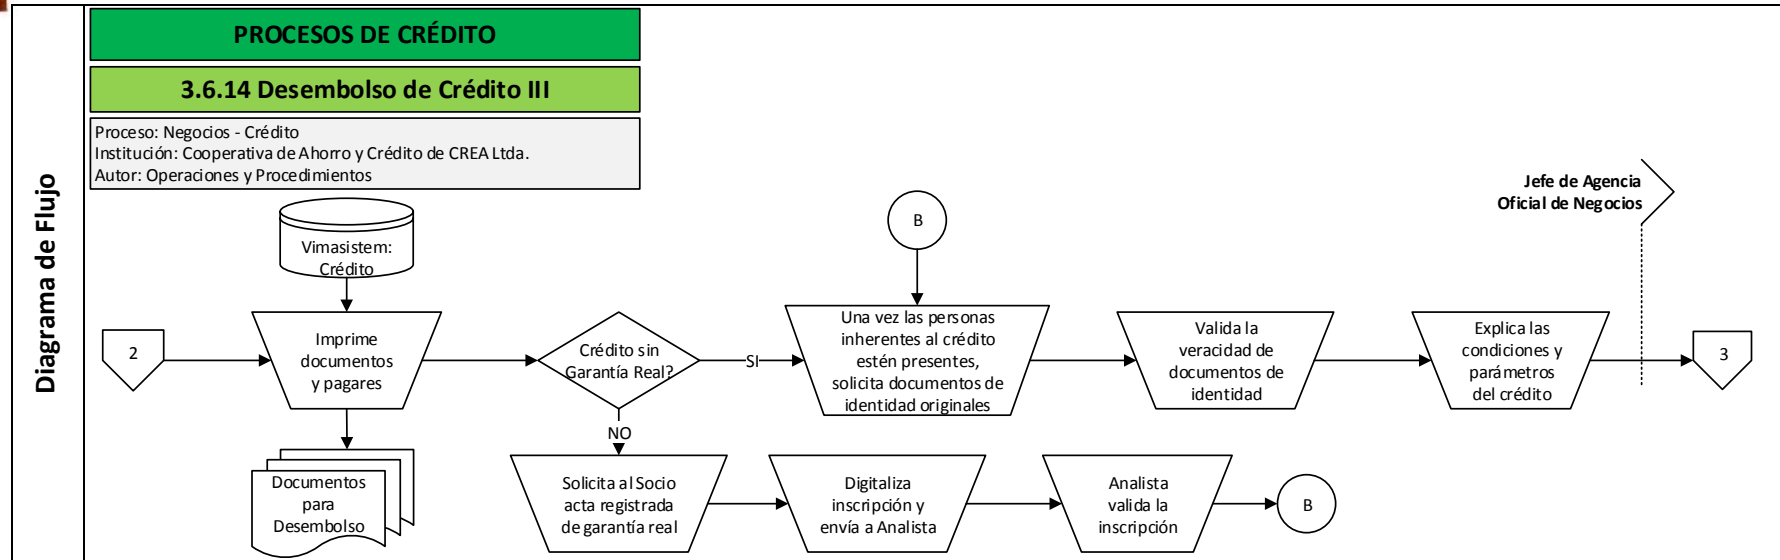 Diagrama de Flujo
PROCESOS DE CRÉDITO
3.6.14 Desembolso de Crédito III
Proceso: Negocios - Crédito
Institución: Cooperativa de Ahorro y Crédito de CREA Ltda.
Autor: Operaciones y Procedimientos
Jefe de Agencia
Oficial de Negocios
Vimasistem:
Crédito
B
2
Imprime
documentos
y pagares
Crédito sin
Garantía Real?
SI
Una vez las personas
inherentes al crédito
estén presentes,
solicita documentos de
identidad originales
Valida la
veracidad de
documentos de
identidad
Explica las
condiciones y
parámetros
del crédito
3
NO
Documentos
para
Desembolso
Solicita al Socio
acta registrada
de garantía real
Digitaliza
inscripción y
envía a Analista
Analista
valida la
inscripción
B